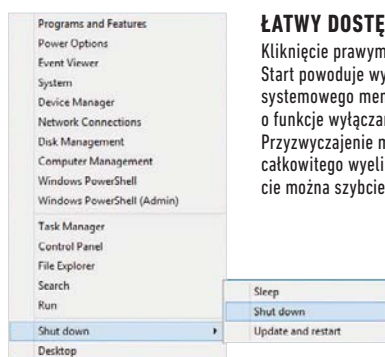 Programs and Features
Power Options
Event Viewer
System
Device Manager
Network Connections
Disk Management
Computer Management
Windows PowerShell
Windows PowerShell (Admin)
Task Manager
Control Panel
File Explorer
Search
Run
Shut down
Desktop
Sleep
Shut down
Update and restart
ŁATWY DOSTĘ
Kliknięcie prawym
Start powoduje wy
systemowego men
o funkcje wyłącza
Przyzwyczajenie n
całkowitego wyeli
cie można szybcie